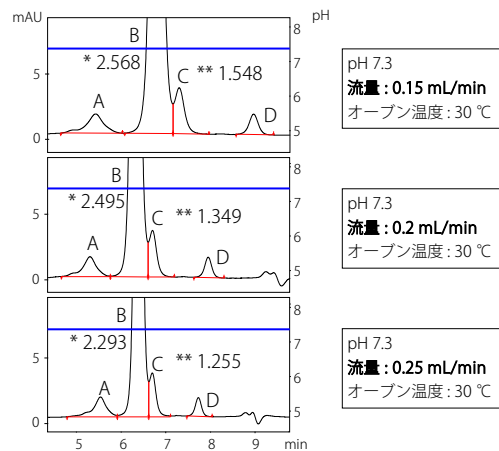 mAU
pH
B
8
* 2.568
C
** 1.548
7
5
A
D
6
0
5
pH 7.3
流量 : 0.15 mL/min
オーブン温度 : 30 ℃
B
8
* 2.495
C
** 1.349
7
5
A
D
6
0
5
pH 7.3
流量 : 0.2 mL/min
オーブン温度 : 30 ℃
B
8
* 2.293
C
** 1.255
7
5
A
D
6
0
5
pH 7.3
流量 : 0.25 mL/min
オーブン温度 : 30 ℃
5 6 7 8 9 min